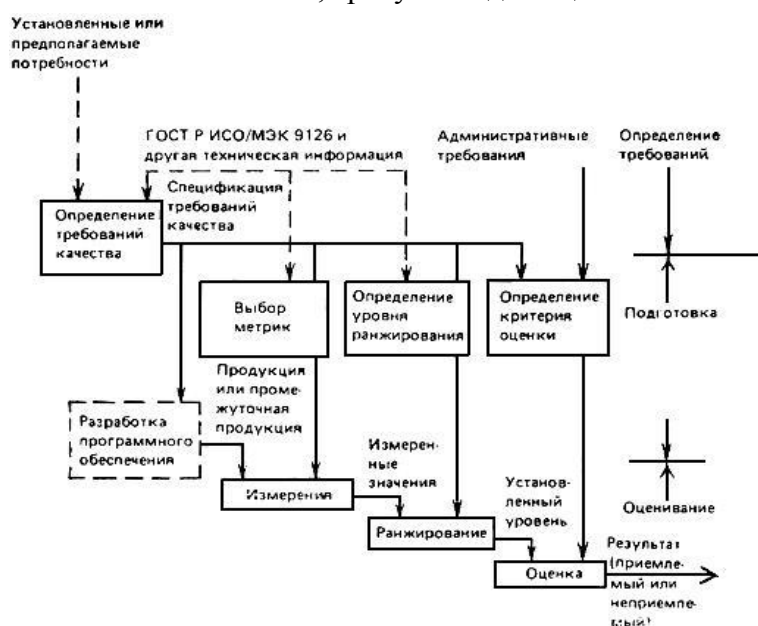 Установленные или
предполагаемые
потребности
ГОСТ Р ИСО/МЭК 9126 и
другая техническая информация
Административные
требования
Определение
требований
Спецификация
требований
качества
Определение
требований
качества
Выбор
метрик
Определение
уровня
ранжирования
Определение
критерия
оценки
Подготовка
Продукция
или проме-
жуточная
продукция
Разработка
программного
обеспечения
Измерен-
ные
значения
Измерения
Установ-
ленный
уровень
Оценивание
Ранжирование
Результат
(приемле-
мый или
неприемле-
мый)
Оценка